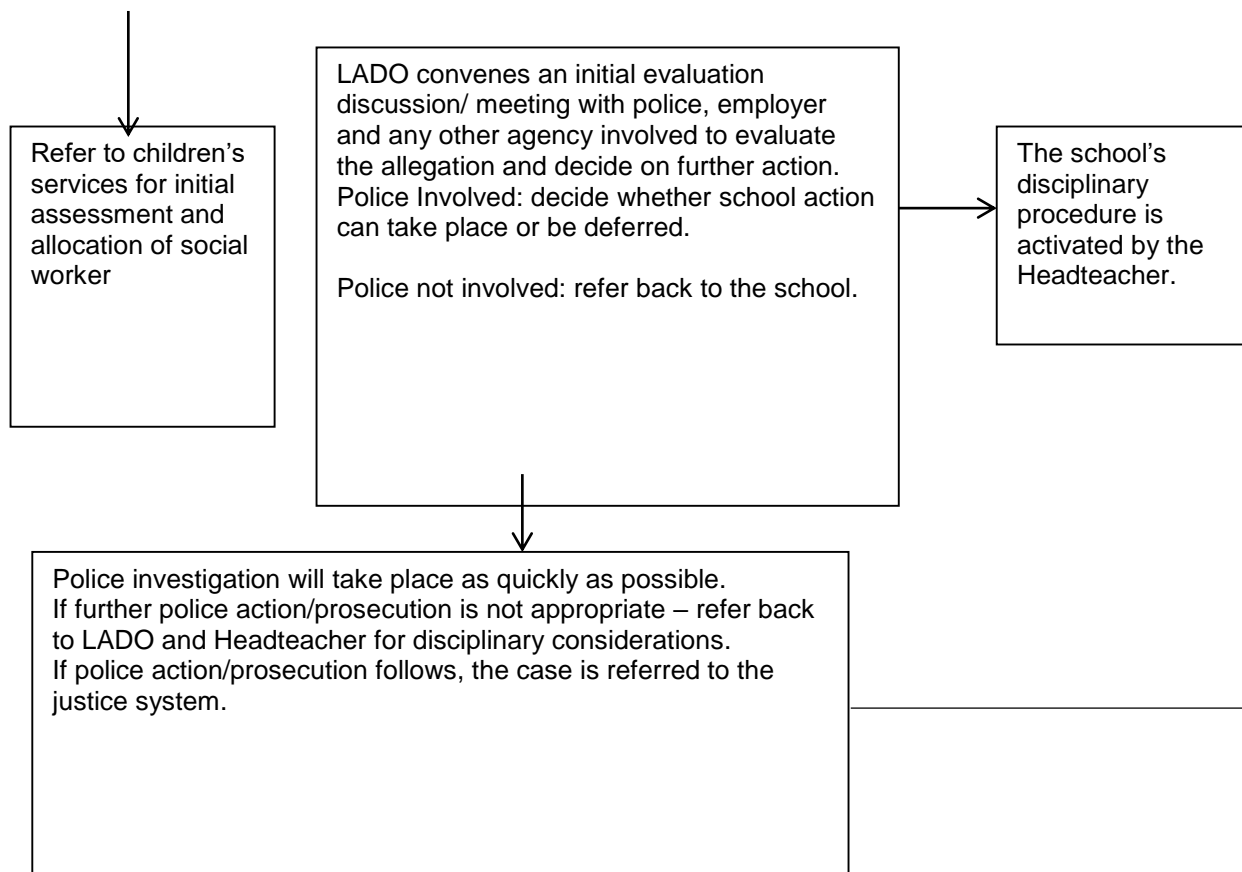 Refer to children’s
services for initial
assessment and
allocation of social
worker
LADO convenes an initial evaluation
discussion/ meeting with police, employer
and any other agency involved to evaluate
the allegation and decide on further action.
Police Involved: decide whether school action
can take place or be deferred.
Police not involved: refer back to the school.
The school’s
disciplinary
procedure is
activated by the
Headteacher.
Police investigation will take place as quickly as possible.
If further police action/prosecution is not appropriate – refer back
to LADO and Headteacher for disciplinary considerations.
If police action/prosecution follows, the case is referred to the
justice system.